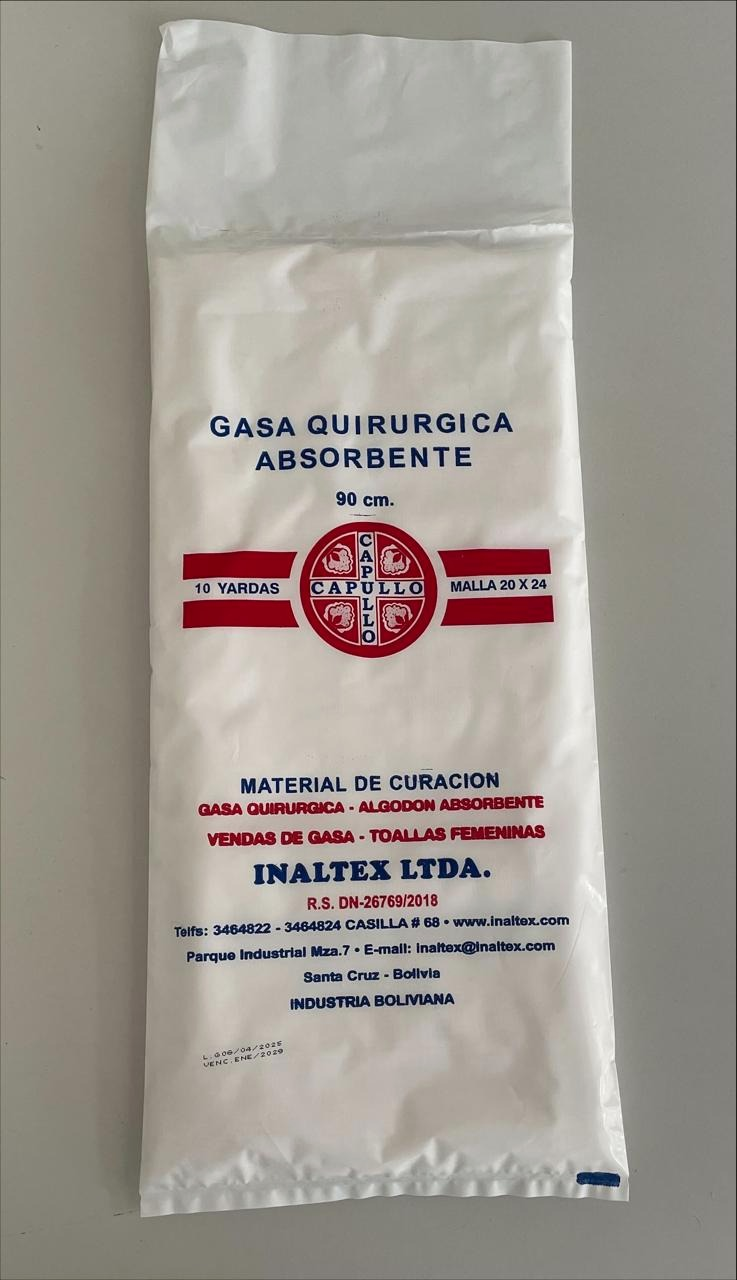 GASA QUIRURGICA
ABSORBENTE
90 cm.
10 YARDAS
CAPULLO
CAPULLO
MALLA 20 X 24
MATERIAL DE CURACION
GASA QUIRURGICA - ALGODON ABSORBENTE
VENDAS DE GASA - TOALLAS FEMENINAS
INALTEX LTDA.
R.S. DN-26769/2018
Telfs: 3464822 - 3464824 CASILLA # 68 • www.inaltex.com
Parque Industrial Mza.7 • E-mail: inaltex@inaltex.com
Santa Cruz - Bolivia
INDUSTRIA BOLIVIANA
L.G06/04/2025
VENC.ENE/2029